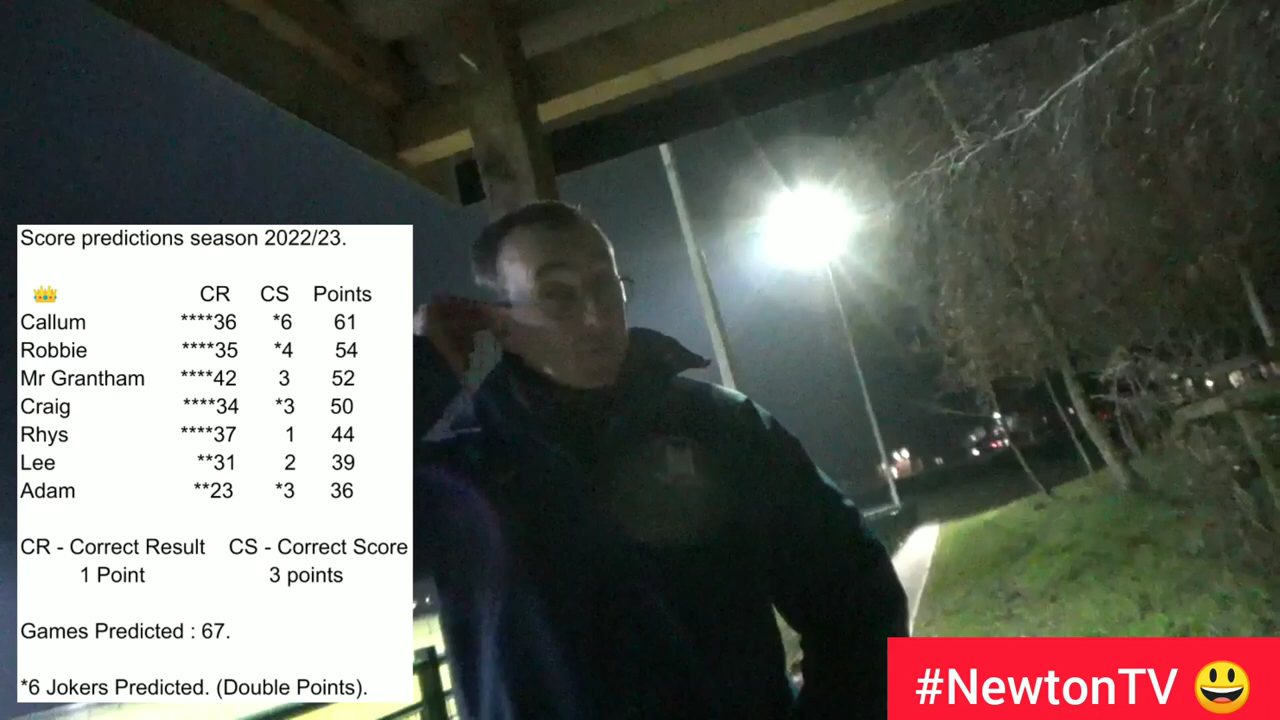 Score predictions season 2022/23.
👑 CR CS Points
Callum ****36 *6 61
Robbie ****35 *4 54
Mr Grantham ****42 3 52
Craig ****34 *3 50
Rhys ****37 1 44
Lee **31 2 39
Adam **23 *3 36
CR - Correct Result CS - Correct Score
1 Point 3 points
Games Predicted : 67.
*6 Jokers Predicted. (Double Points).
#NewtonTV 😃